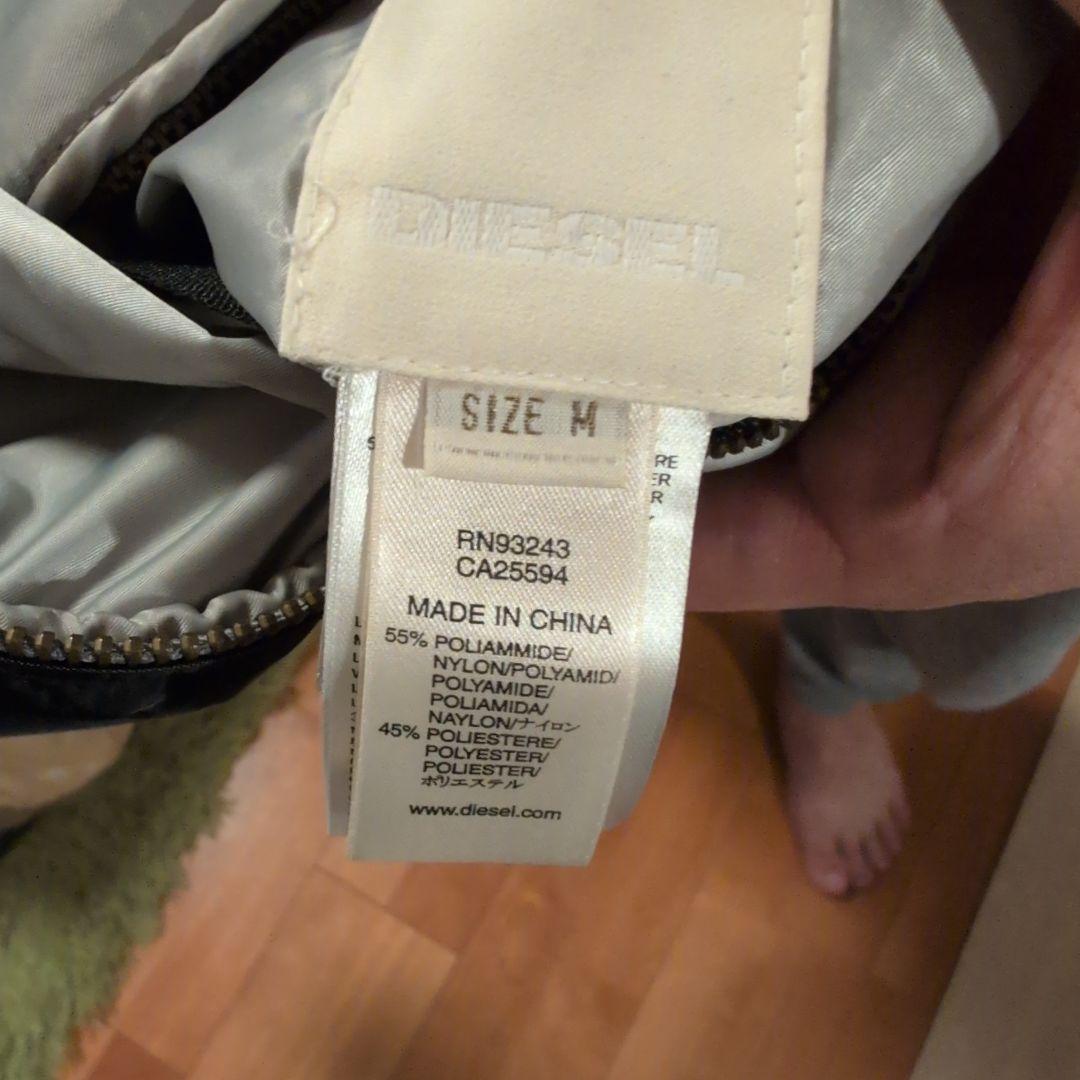 DIESEL
SIZE M
RN93243
CA25594
MADE IN CHINA
55% POLIAMMIDE/
NYLON/POLYAMID/
POLYAMIDE/
POLIAMIDA/
NAYLON/ナイロン
45% POLIESTERE/
POLYESTER/
POLIESTER/
ポリエステル
www.diesel.com